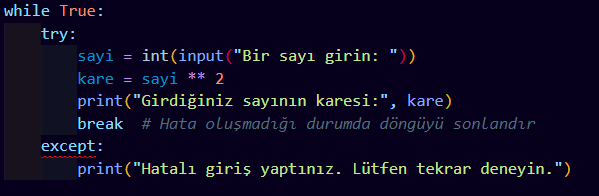 while True:
    try:
        sayi = int(input("Bir sayı girin: "))
        kare = sayi ** 2
        print("Girdiğiniz sayının karesi:", kare)
        break  # Hata oluşmadığı durumda döngüyü sonlandır
    except:
        print("Hatalı giriş yaptınız. Lütfen tekrar deneyin.")